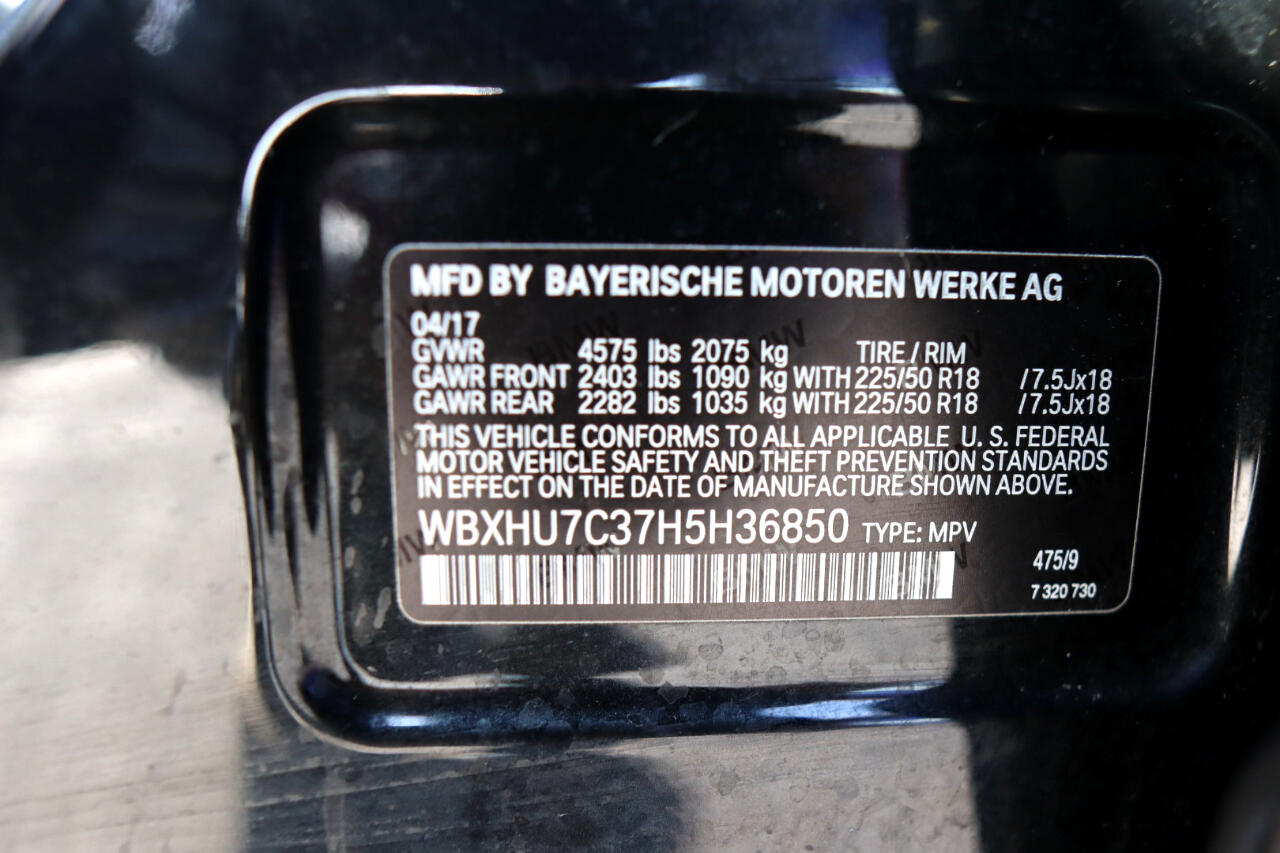 MFD BY BAYERISCHE MOTOREN WERKE AG
04/17
GVWR 4575 lbs 2075 kg TIRE / RIM
GAWR FRONT 2403 lbs 1090 kg WITH 225/50 R18 /7.5Jx18
GAWR REAR 2282 lbs 1035 kg WITH 225/50 R18 /7.5Jx18
THIS VEHICLE CONFORMS TO ALL APPLICABLE U. S. FEDERAL
MOTOR VEHICLE SAFETY AND THEFT PREVENTION STANDARDS
IN EFFECT ON THE DATE OF MANUFACTURE SHOWN ABOVE.
WBXHU7C37H5H36850 TYPE: MPV
475/9
7 320 730